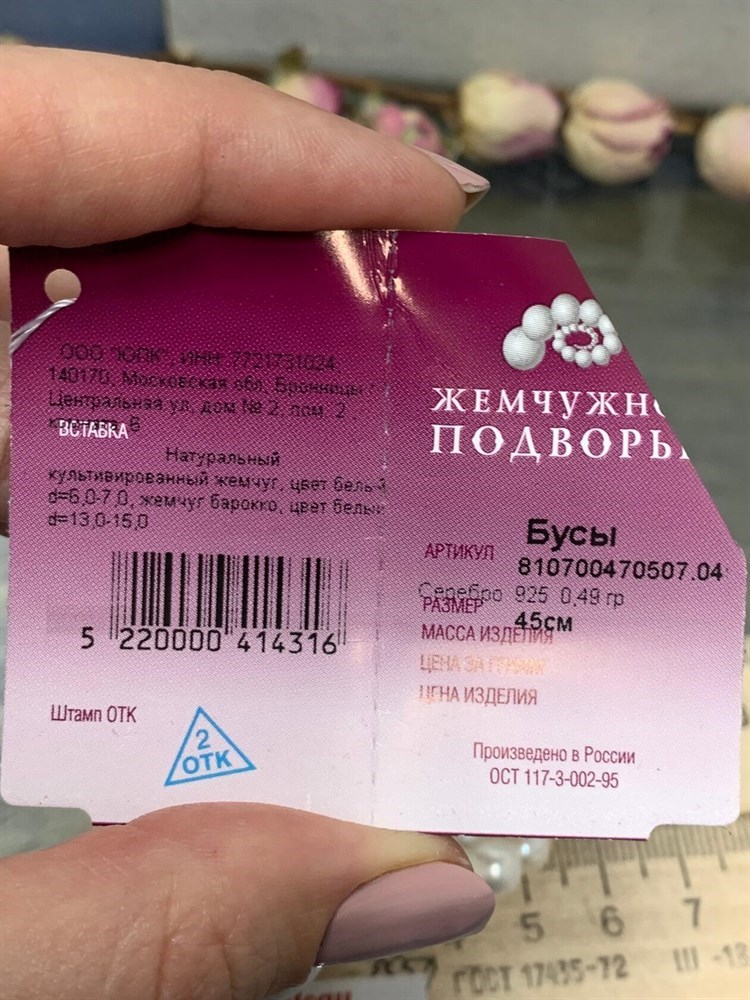 ООО "ЮПК", ИНН 7721731024
140170, Московская обл, Бронницы г
Центральная ул, дом № 2, пом. 2,
ВСТАВКА 6
Натуральный
культивированный жемчуг, цвет белый
d=6,0-7,0, жемчуг барокко, цвет белый
d=13,0-15,0
5 220000 414316
Штамп ОТК
2
ОТК
ЖЕМЧУЖНО
ПОДВОРЬ
Бусы
АРТИКУЛ
810700470507.04
Серебро 925 0,49 гр
РАЗМЕР
45см
МАССА ИЗДЕЛИЯ
ЦЕНА ЗА ГРАММ
ЦЕНА ИЗДЕЛИЯ
Произведено в России
ОСТ 117-3-002-95
5 6 7
ГОСТ 17435-72 Ш